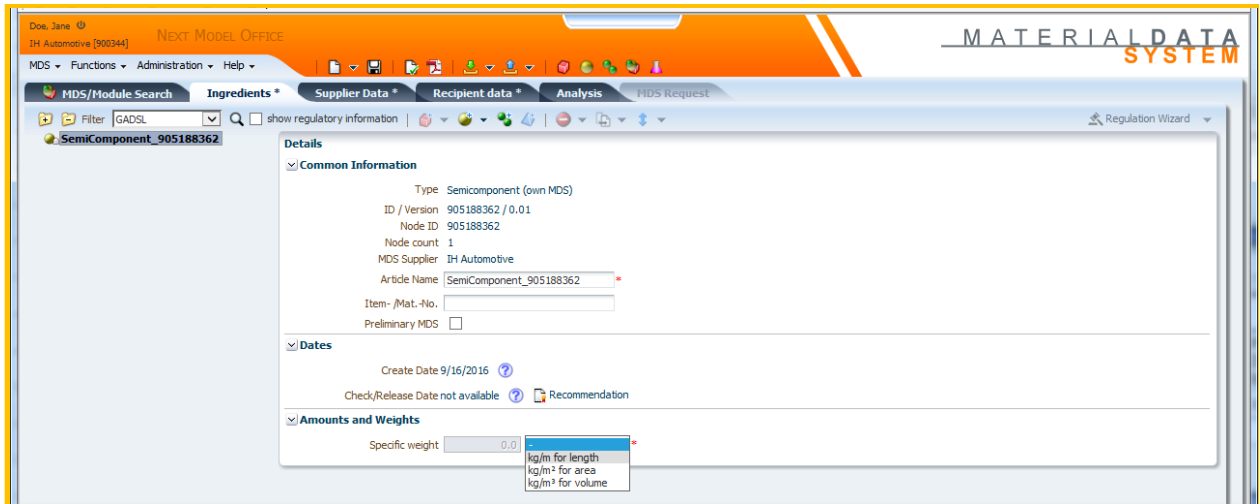 Doe, Jane
IH Automotive [900344]
NEXT MODEL OFFICE
MATERIALDATA
SYSTEM
MDS Functions Administration Help
MDS/Module Search Ingredients * Supplier Data * Recipient data * Analysis MDS Request
Filter GADSL show regulatory information Regulation Wizard
SemiComponent_905188362
Details
Common Information
Type Semicomponent (own MDS)
ID / Version 905188362 / 0.01
Node ID 905188362
Node count 1
MDS Supplier IH Automotive
Article Name SemiComponent_905188362 *
Item- /Mat.-No.
Preliminary MDS
Dates
Create Date 9/16/2016 ?
Check/Release Date not available ? Recommendation
Amounts and Weights
Specific weight 0.0 - *
kg/m for length
kg/m² for area
kg/m³ for volume